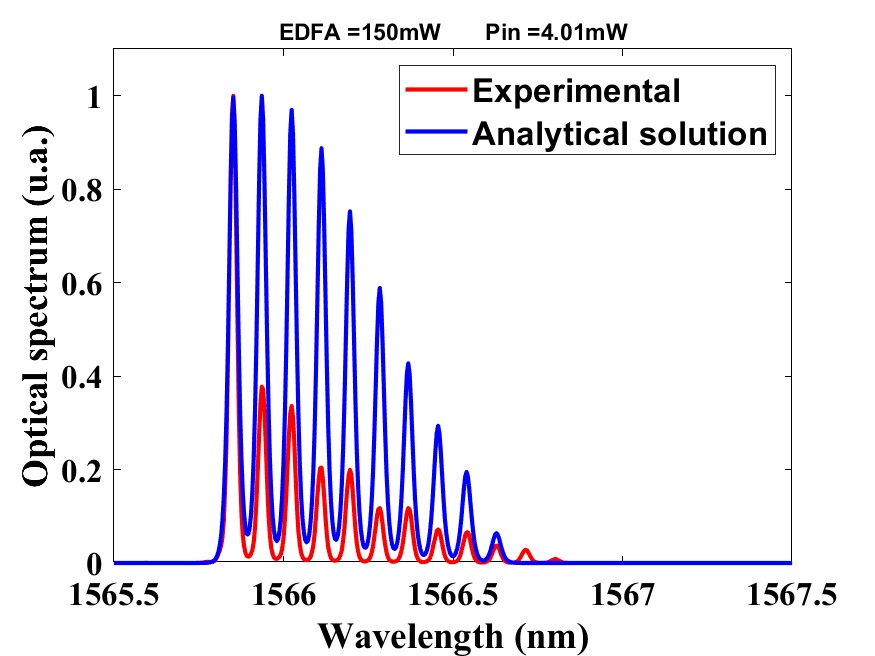 EDFA =150mW Pin =4.01mW
Experimental
Analytical solution
Optical spectrum (u.a.)
1
0.8
0.6
0.4
0.2
0
1565.5 1566 1566.5 1567 1567.5
Wavelength (nm)